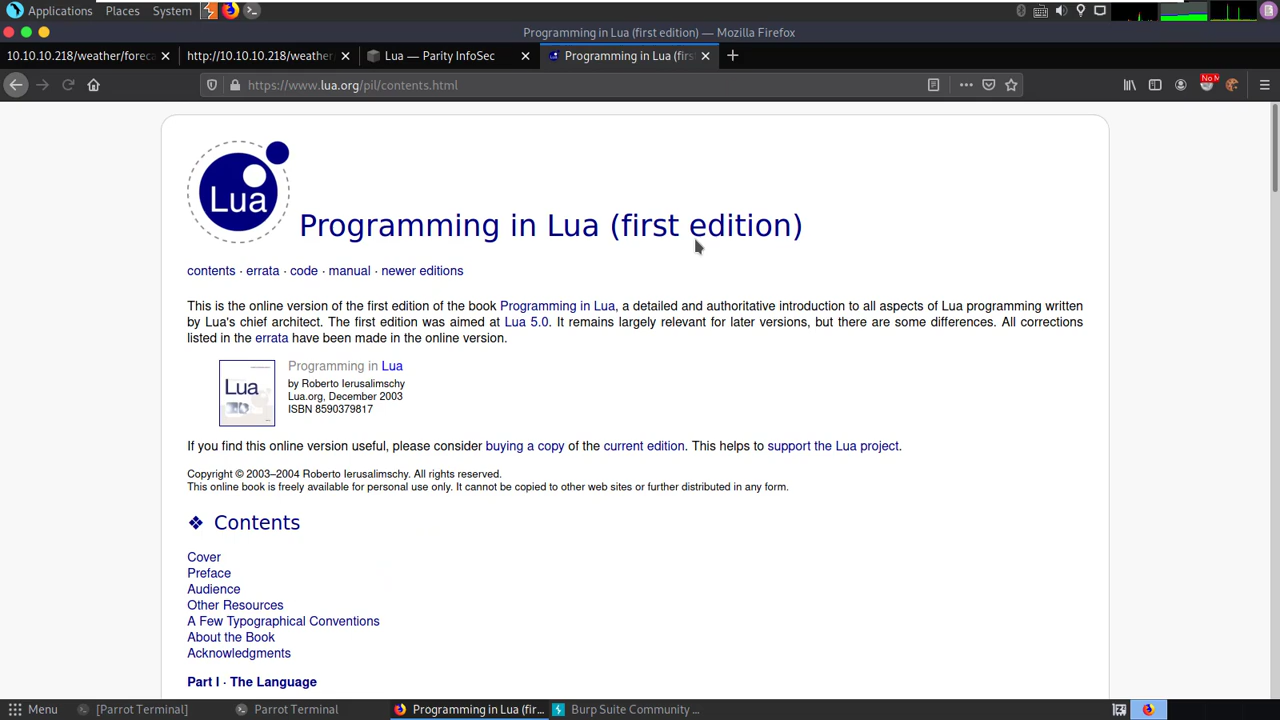 Applications Places System
Programming in Lua (first edition) — Mozilla Firefox
10.10.10.218/weather/foreca
http://10.10.10.218/weather
Lua — Parity InfoSec
Programming in Lua (firs
https://www.lua.org/pil/contents.html
Lua
Programming in Lua (first edition)
contents · errata · code · manual · newer editions
This is the online version of the first edition of the book Programming in Lua, a detailed and authoritative introduction to all aspects of Lua programming written
by Lua's chief architect. The first edition was aimed at Lua 5.0. It remains largely relevant for later versions, but there are some differences. All corrections
listed in the errata have been made in the online version.
Lua
Programming in Lua
by Roberto Ierusalimschy
Lua.org, December 2003
ISBN 8590379817
If you find this online version useful, please consider buying a copy of the current edition. This helps to support the Lua project.
Copyright © 2003–2004 Roberto Ierusalimschy. All rights reserved.
This online book is freely available for personal use only. It cannot be copied to other web sites or further distributed in any form.
❖ Contents
Cover
Preface
Audience
Other Resources
A Few Typographical Conventions
About the Book
Acknowledgments
Part I · The Language
Menu [Parrot Terminal] Parrot Terminal Programming in Lua (fir... Burp Suite Community ...